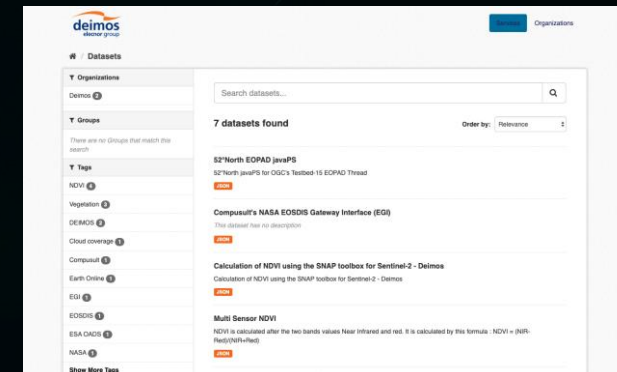 deimos
elecnor group
Services
Organizations
/ Datasets
Organizations
Deimos 2
Groups
There are no Groups that match this
search
Tags
NDVI 4
Vegetation 3
DEIMOS 2
Cloud coverage 1
Compusult 1
Earth Online 1
EGI 1
EOSDIS 1
ESA OADS 1
NASA 1
Show More Tags
Search datasets...
7 datasets found
Order by: Relevance
52°North EOPAD javaPS
52°North javaPS for OGC's Testbed-15 EOPAD Thread
JSON
Compusult's NASA EOSDIS Gateway Interface (EGI)
This dataset has no description
JSON
Calculation of NDVI using the SNAP toolbox for Sentinel-2 - Deimos
Calculation of NDVI using the SNAP toolbox for Sentinel-2 - Deimos
JSON
Multi Sensor NDVI
NDVI is calculated after the two bands values Near Infrared and red. It is calculated by this formula : NDVI = (NIR-
Red)/(NIR+Red)
JSON